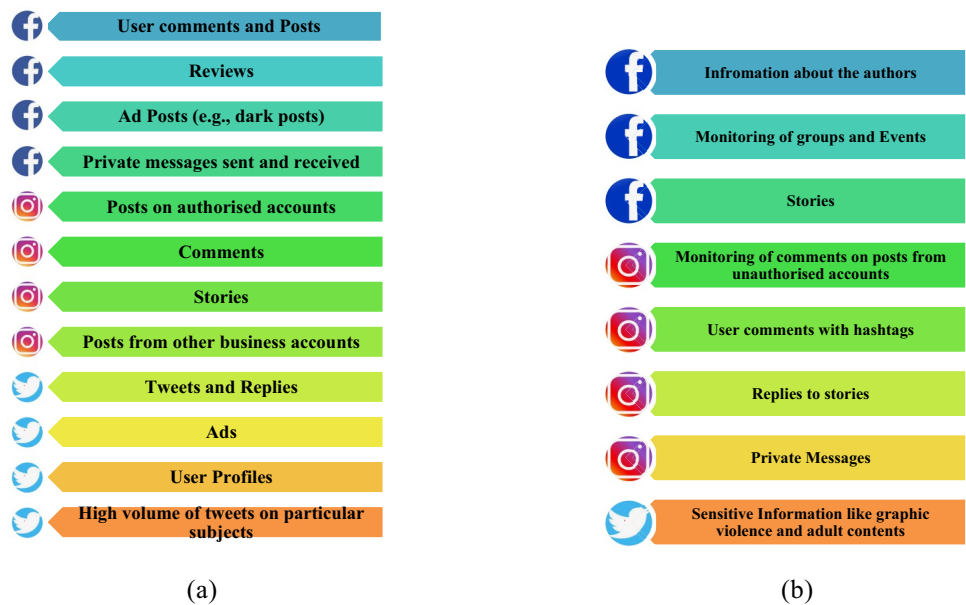 User comments and Posts
Reviews
Ad Posts (e.g., dark posts)
Private messages sent and received
Posts on authorised accounts
Comments
Stories
Posts from other business accounts
Tweets and Replies
Ads
User Profiles
High volume of tweets on particular
subjects
(a)
Infromation about the authors
Monitoring of groups and Events
Stories
Monitoring of comments on posts from
unauthorised accounts
User comments with hashtags
Replies to stories
Private Messages
Sensitive Information like graphic
violence and adult contents
(b)